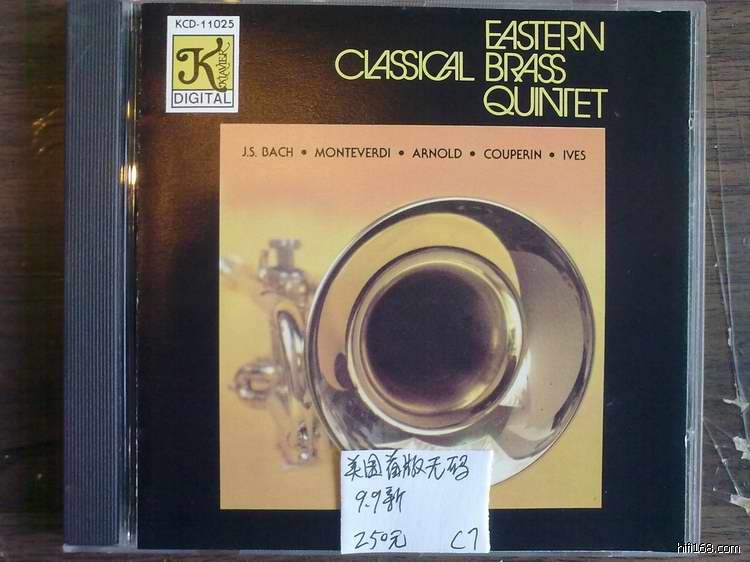 KCD-11025
K
KLAVIER
DIGITAL
EASTERN
CLASSICAL BRASS
QUINTET
J.S. BACH • MONTEVERDI • ARNOLD • COUPERIN • IVES
美国首版无码
9.9新
250元 C7
hifi168.com